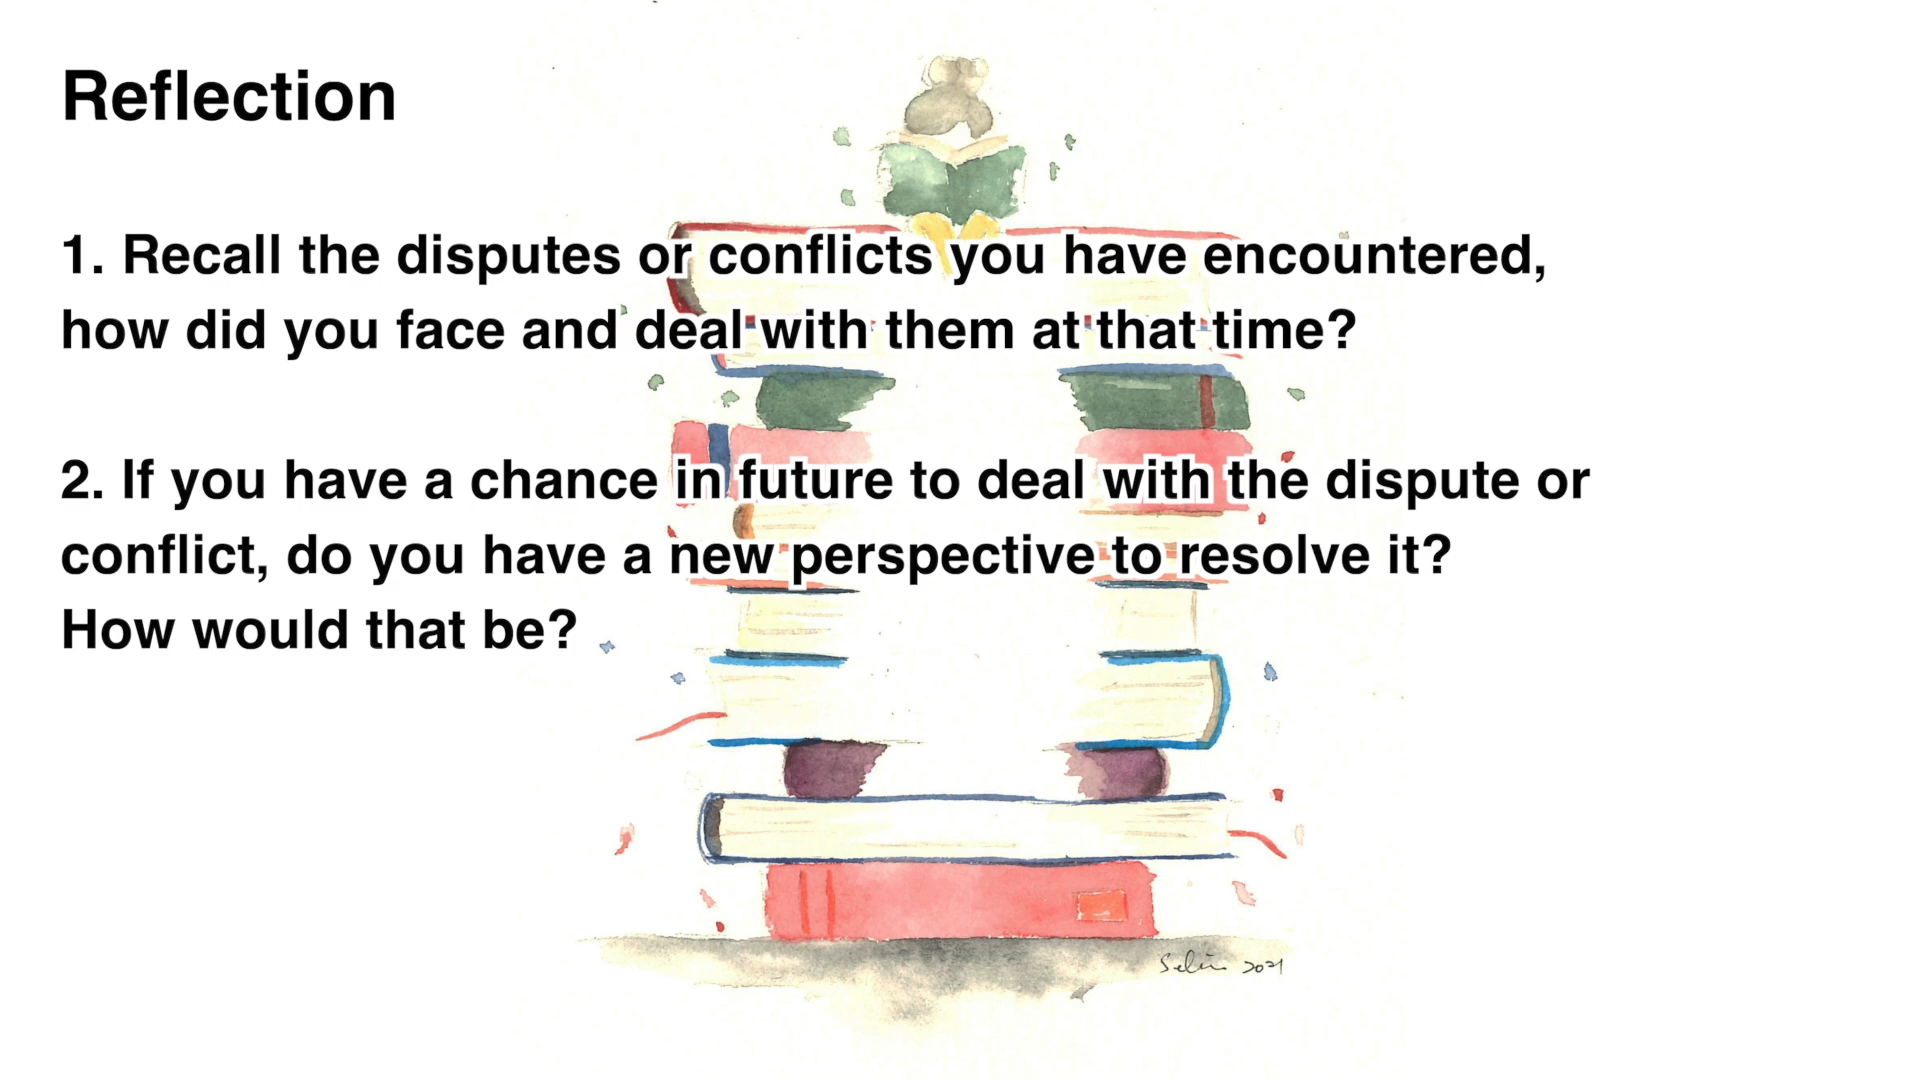 Reflection
1. Recall the disputes or conflicts you have encountered,
how did you face and deal with them at that time?
2. If you have a chance in future to deal with the dispute or
conflict, do you have a new perspective to resolve it?
How would that be?
Selin 2021